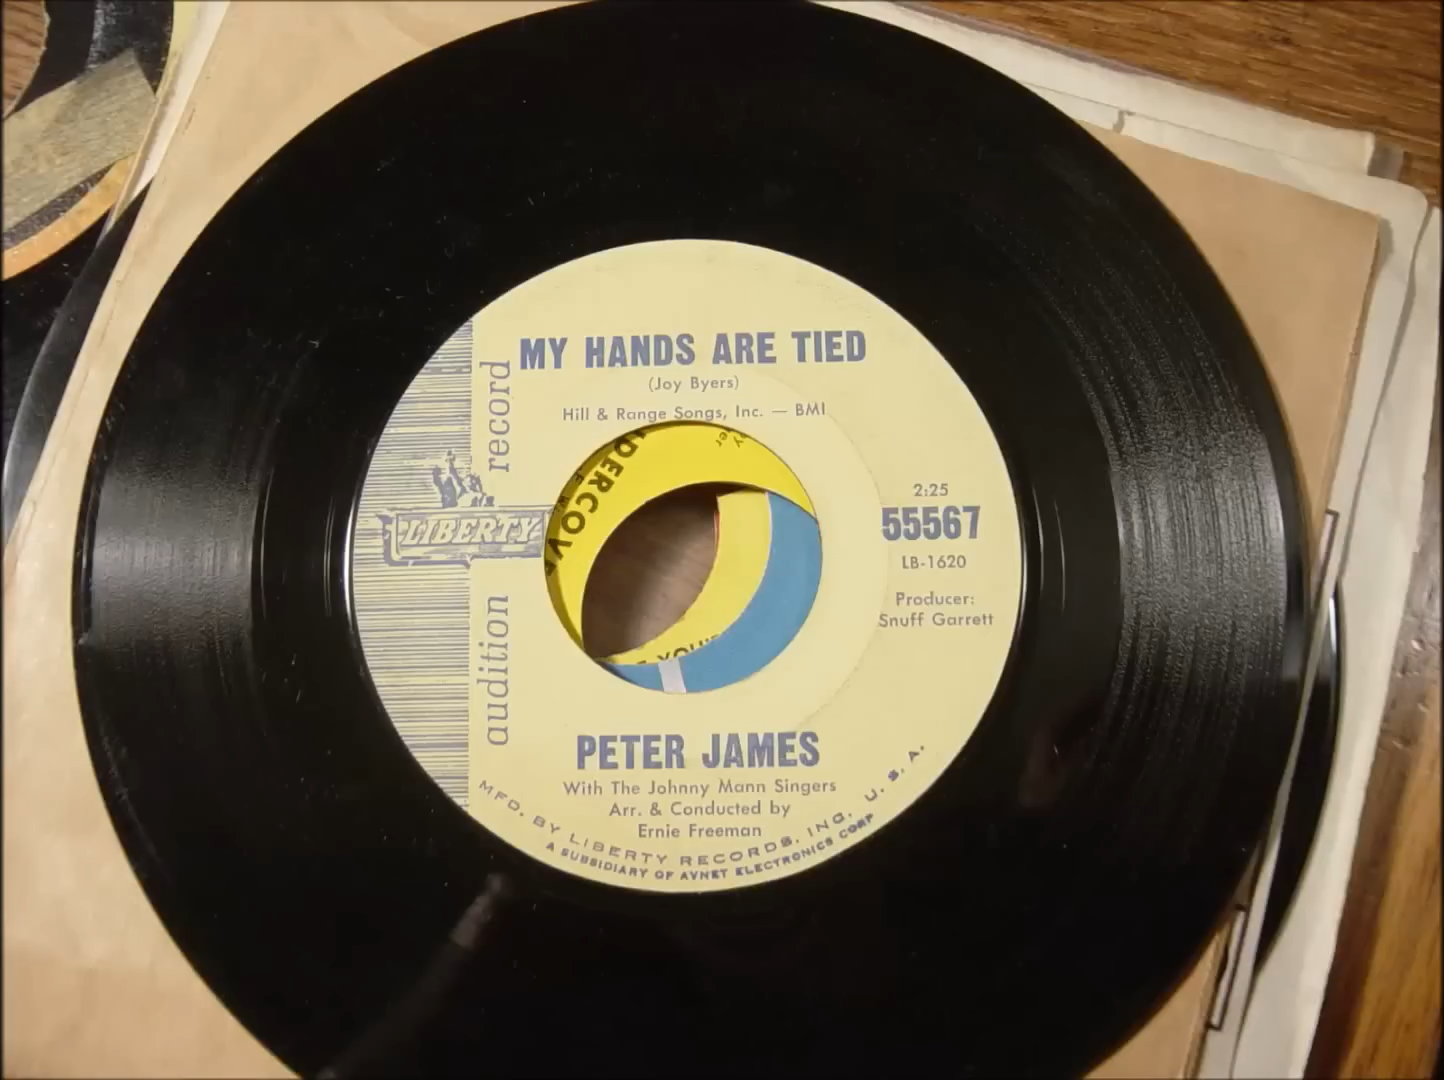 MY HANDS ARE TIED
(Joy Byers)
Hill & Range Songs, Inc. — BMI
audition record
LIBERTY
2:25
55567
LB-1620
Producer:
Snuff Garrett
PETER JAMES
With The Johnny Mann Singers
Arr. & Conducted by
Ernie Freeman
MFD. BY LIBERTY RECORDS, INC. U. S. A.
A SUBSIDIARY OF AVNET ELECTRONICS CORP